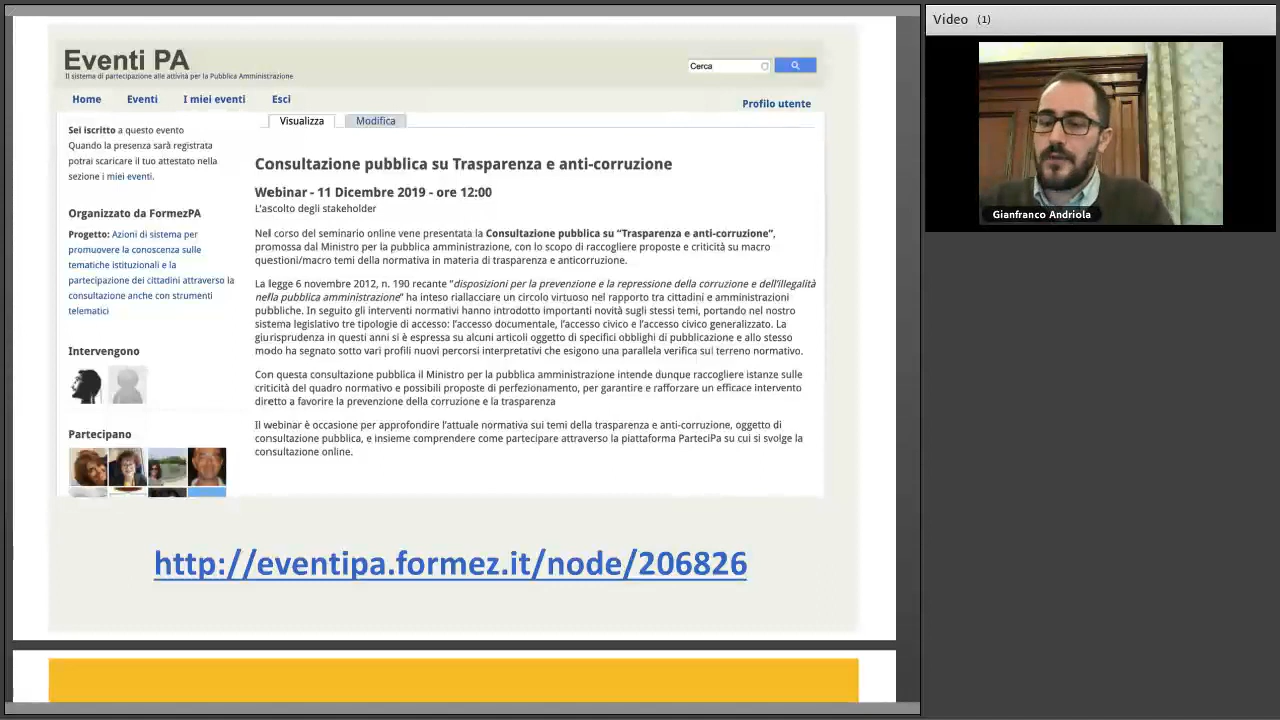 Eventi PA
Il sistema di partecipazione alle attività per la Pubblica Amministrazione
Cerca
Home Eventi I miei eventi Esci
Profilo utente
Sei iscritto a questo evento
Quando la presenza sarà registrata
potrai scaricare il tuo attestato nella
sezione i miei eventi.
Organizzato da FormezPA
Progetto: Azioni di sistema per
promuovere la conoscenza sulle
tematiche istituzionali e la
partecipazione dei cittadini attraverso la
consultazione anche con strumenti
telematici
Intervengono
Partecipano
Visualizza Modifica
Consultazione pubblica su Trasparenza e anti-corruzione
Webinar - 11 Dicembre 2019 - ore 12:00
L'ascolto degli stakeholder
Nel corso del seminario online vene presentata la Consultazione pubblica su “Trasparenza e anti-corruzione”,
promossa dal Ministro per la pubblica amministrazione, con lo scopo di raccogliere proposte e criticità su macro
questioni/macro temi della normativa in materia di trasparenza e anticorruzione.
La legge 6 novembre 2012, n. 190 recante “disposizioni per la prevenzione e la repressione della corruzione e dell’illegalità
nella pubblica amministrazione” ha inteso riallacciare un circolo virtuoso nel rapporto tra cittadini e amministrazioni
pubbliche. In seguito gli interventi normativi hanno introdotto importanti novità sugli stessi temi, portando nel nostro
sistema legislativo tre tipologie di accesso: l’accesso documentale, l’accesso civico e l’accesso civico generalizzato. La
giurisprudenza in questi anni si è espressa su alcuni articoli oggetto di specifici obblighi di pubblicazione e allo stesso
modo ha segnato sotto vari profili nuovi percorsi interpretativi che esigono una parallela verifica sul terreno normativo.
Con questa consultazione pubblica il Ministro per la pubblica amministrazione intende dunque raccogliere istanze sulle
criticità del quadro normativo e possibili proposte di perfezionamento, per garantire e rafforzare un efficace intervento
diretto a favorire la prevenzione della corruzione e la trasparenza
Il webinar è occasione per approfondire l’attuale normativa sui temi della trasparenza e anti-corruzione, oggetto di
consultazione pubblica, e insieme comprendere come partecipare attraverso la piattaforma ParteciPa su cui si svolge la
consultazione online.
http://eventipa.formez.it/node/206826
Video (1)
Gianfranco Andriola